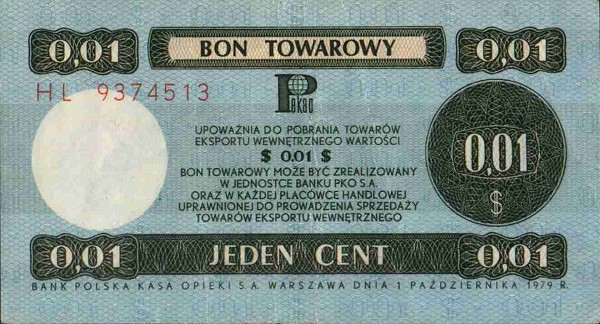 0,01 BON TOWAROWY 0,01
HL 9374513
Pekao
UPOWAŻNIA DO POBRANIA TOWARÓW
EKSPORTU WEWNĘTRZNEGO WARTOŚCI
$ 0,01 $
BON TOWAROWY MOŻE BYĆ ZREALIZOWANY
W JEDNOSTCE BANKU PKO S.A.
ORAZ W KAŻDEJ PLACÓWCE HANDLOWEJ
UPRAWNIONEJ DO PROWADZENIA SPRZEDAŻY
TOWARÓW EKSPORTU WEWNĘTRZNEGO
0,01
$
0,01 JEDEN CENT 0,01
BANK POLSKA KASA OPIEKI S.A. WARSZAWA DNIA 1 PAŹDZIERNIKA 1979 R.